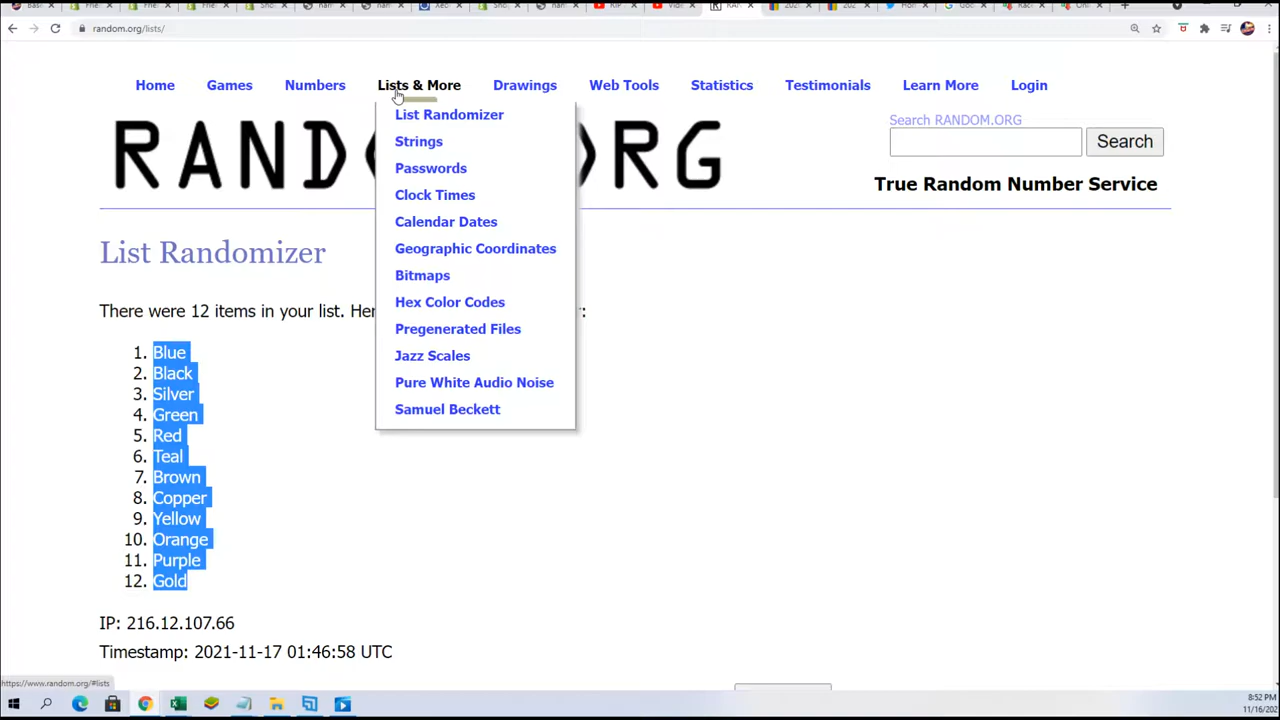 random.org/lists/
Home Games Numbers Lists & More Drawings Web Tools Statistics Testimonials Learn More Login
List Randomizer
Strings
Passwords
Clock Times
Calendar Dates
Geographic Coordinates
Bitmaps
Hex Color Codes
Pregenerated Files
Jazz Scales
Pure White Audio Noise
Samuel Beckett
Search RANDOM.ORG
Search
True Random Number Service
List Randomizer
There were 12 items in your list.
1. Blue
2. Black
3. Silver
4. Green
5. Red
6. Teal
7. Brown
8. Copper
9. Yellow
10. Orange
11. Purple
12. Gold
IP: 216.12.107.66
Timestamp: 2021-11-17 01:46:58 UTC
https://www.random.org/#lists
8:52 PM